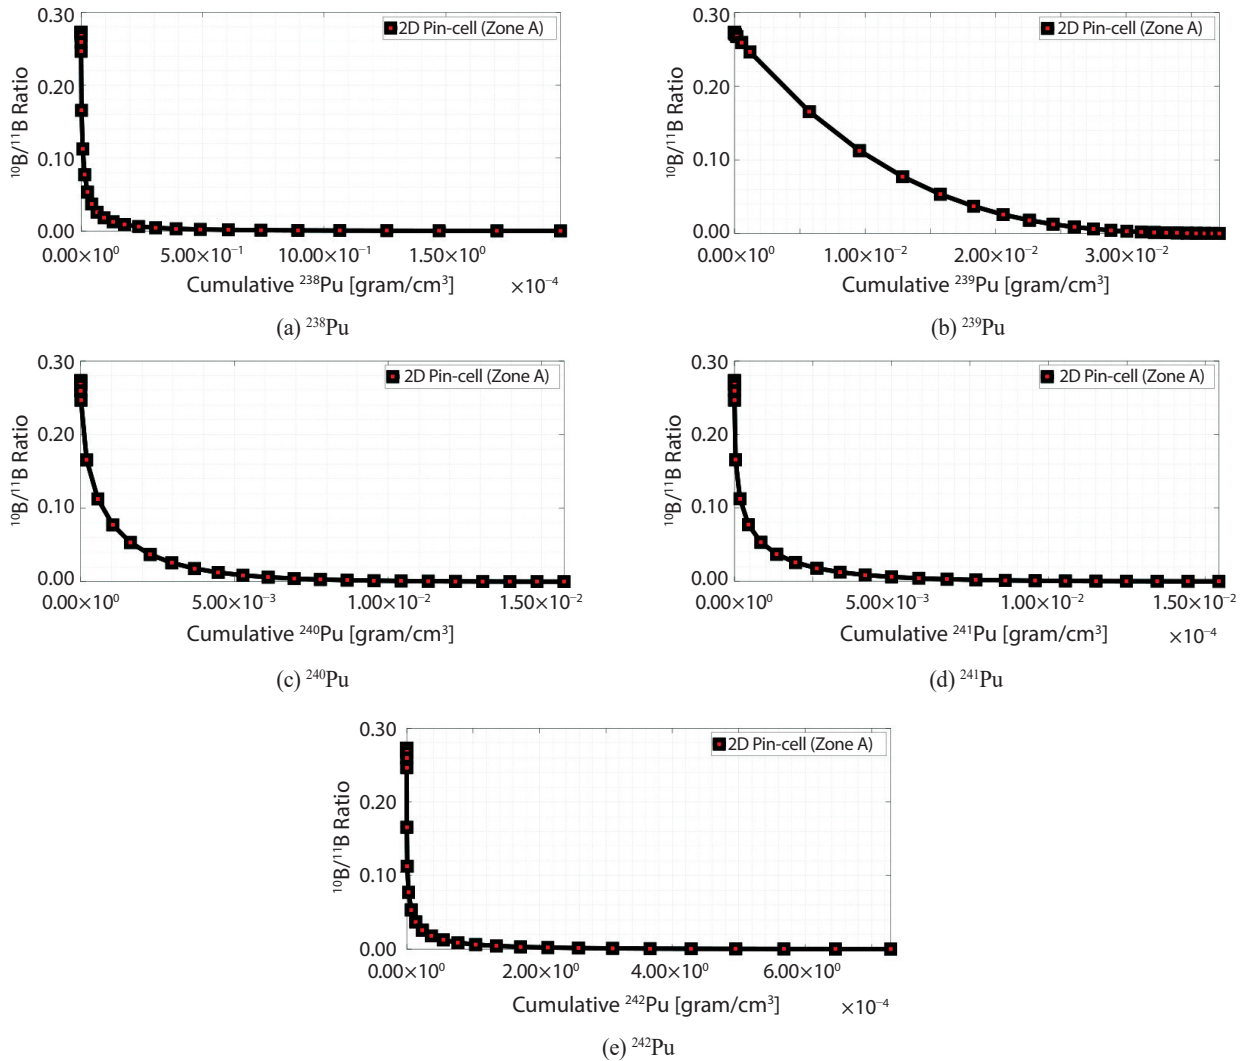 0.30
2D Pin-cell (Zone A)
0.20
0.10
0.00
¹⁰B/¹¹B Ratio
0.00×10⁰ 5.00×10⁻¹ 10.00×10⁻¹ 1.50×10⁰
Cumulative ²³⁸Pu [gram/cm³] ×10⁻⁴
(a) ²³⁸Pu
0.30
2D Pin-cell (Zone A)
0.20
0.10
0.00
¹⁰B/¹¹B Ratio
0.00×10⁰ 1.00×10⁻² 2.00×10⁻² 3.00×10⁻²
Cumulative ²³⁹Pu [gram/cm³]
(b) ²³⁹Pu
0.30
2D Pin-cell (Zone A)
0.20
0.10
0.00
¹⁰B/¹¹B Ratio
0.00×10⁰ 5.00×10⁻³ 1.00×10⁻² 1.50×10⁻²
Cumulative ²⁴⁰Pu [gram/cm³]
(c) ²⁴⁰Pu
0.30
2D Pin-cell (Zone A)
0.20
0.10
0.00
¹⁰B/¹¹B Ratio
0.00×10⁰ 5.00×10⁻³ 1.00×10⁻² 1.50×10⁻²
Cumulative ²⁴¹Pu [gram/cm³] ×10⁻⁴
(d) ²⁴¹Pu
0.30
2D Pin-cell (Zone A)
0.20
0.10
0.00
¹⁰B/¹¹B Ratio
0.00×10⁰ 2.00×10⁰ 4.00×10⁰ 6.00×10⁰
Cumulative ²⁴²Pu [gram/cm³] ×10⁻⁴
(e) ²⁴²Pu